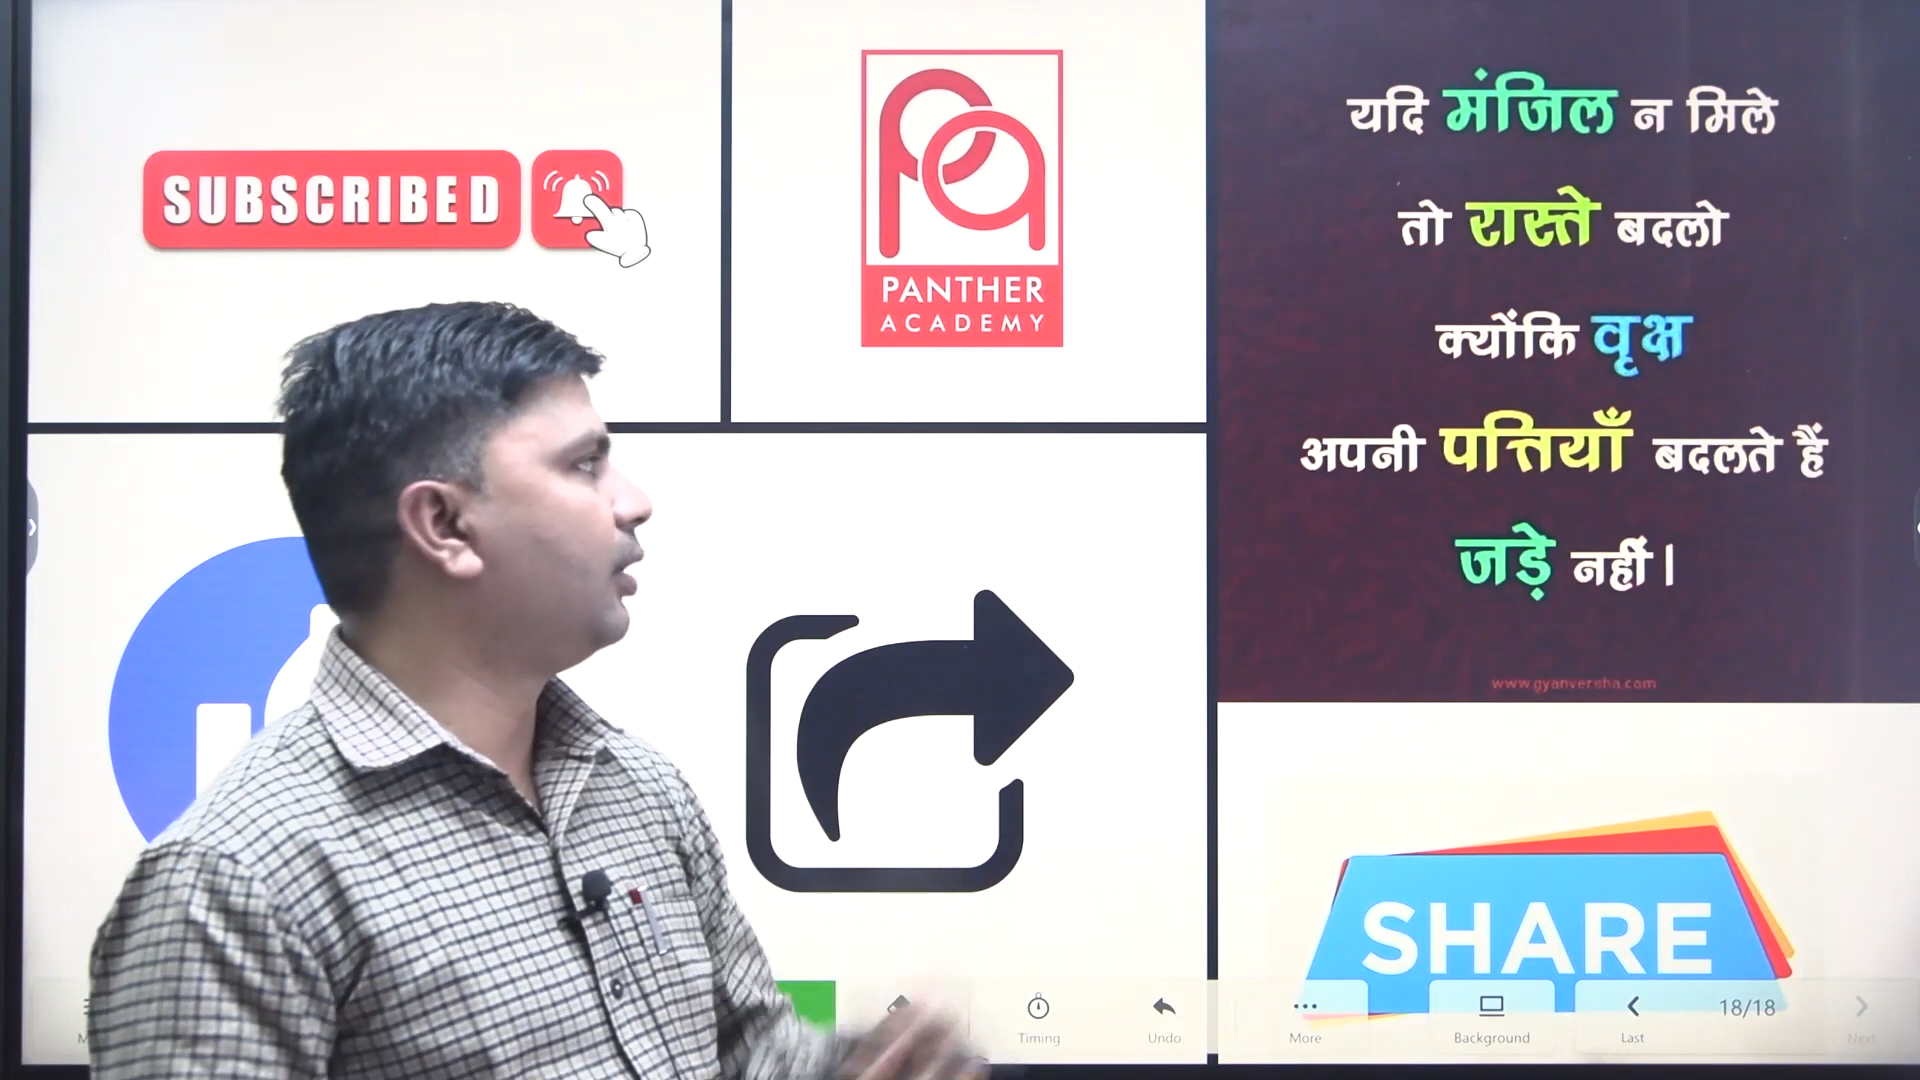 SUBSCRIBED
PANTHER
ACADEMY
यदि मंजिल न मिले
तो रास्ते बदलो
क्योंकि वृक्ष
अपनी पत्तियाँ बदलते हैं
जड़े नहीं।
www.gyanversha.com
SHARE
Timing
Undo
More
Background
Last
18/18
Next